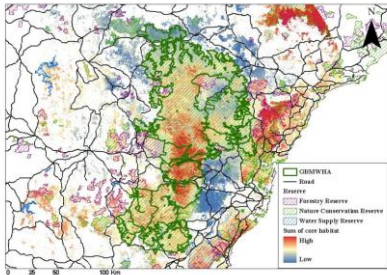 N
GBMWHA
Road
Reserve
Forestry Reserve
Nature Conservation Reserve
Water Supply Reserve
Sum of core habitat
High
Low
0 25 50 100 Km